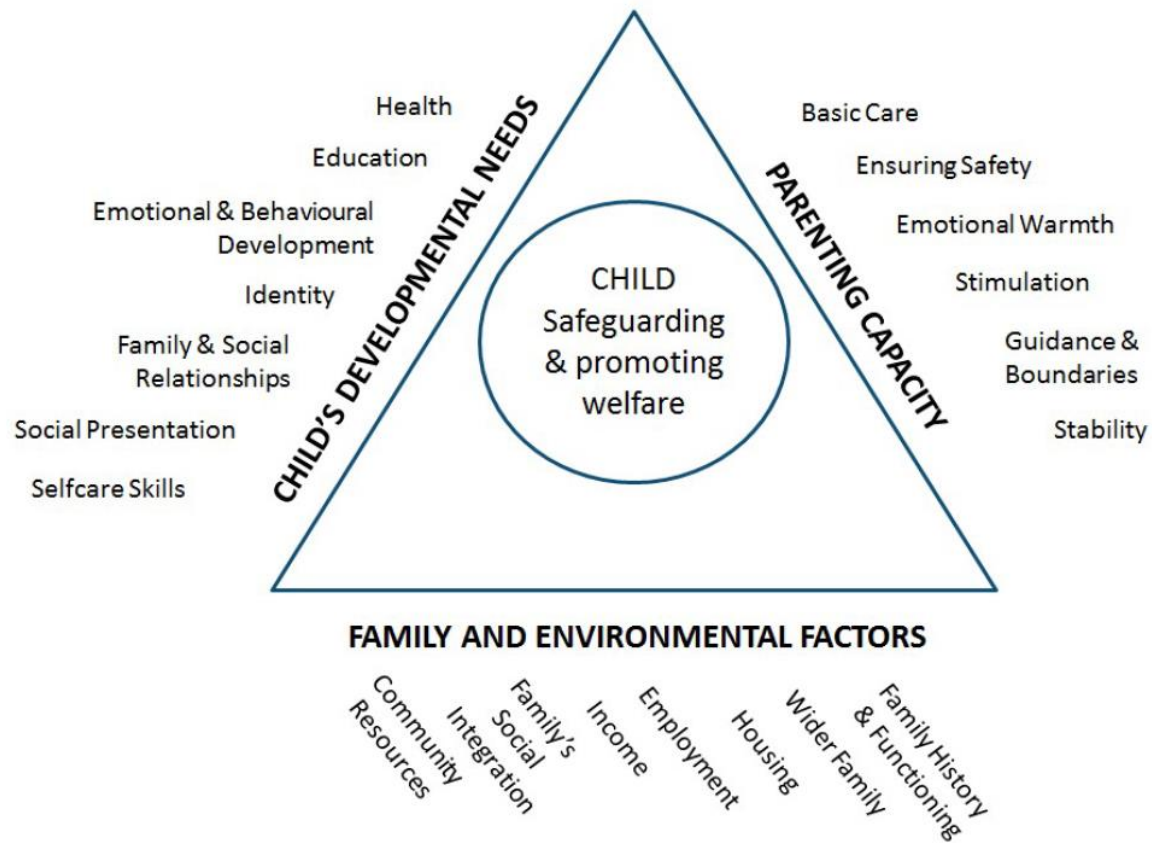 Health
Education
Emotional & Behavioural
Development
Identity
Family & Social
Relationships
Social Presentation
Selfcare Skills
CHILD'S DEVELOPMENTAL NEEDS
CHILD
Safeguarding
& promoting
welfare
PARENTING CAPACITY
Basic Care
Ensuring Safety
Emotional Warmth
Stimulation
Guidance &
Boundaries
Stability
FAMILY AND ENVIRONMENTAL FACTORS
Community
Resources
Family's
Social
Integration
Income
Employment
Housing
Wider Family
Family History
& Functioning